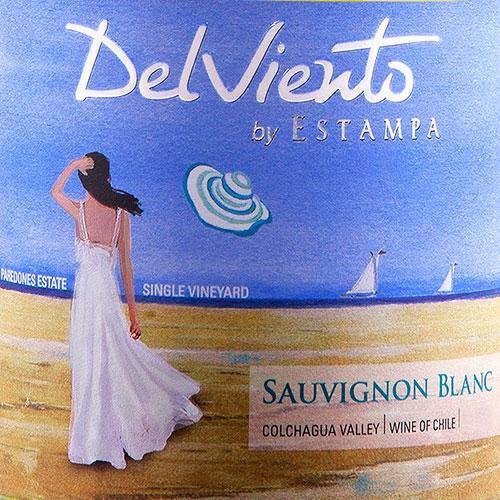 DelViento
by ESTAMPA
PAREDONES ESTATE
SINGLE VINEYARD
SAUVIGNON BLANC
COLCHAGUA VALLEY | WINE OF CHILE |